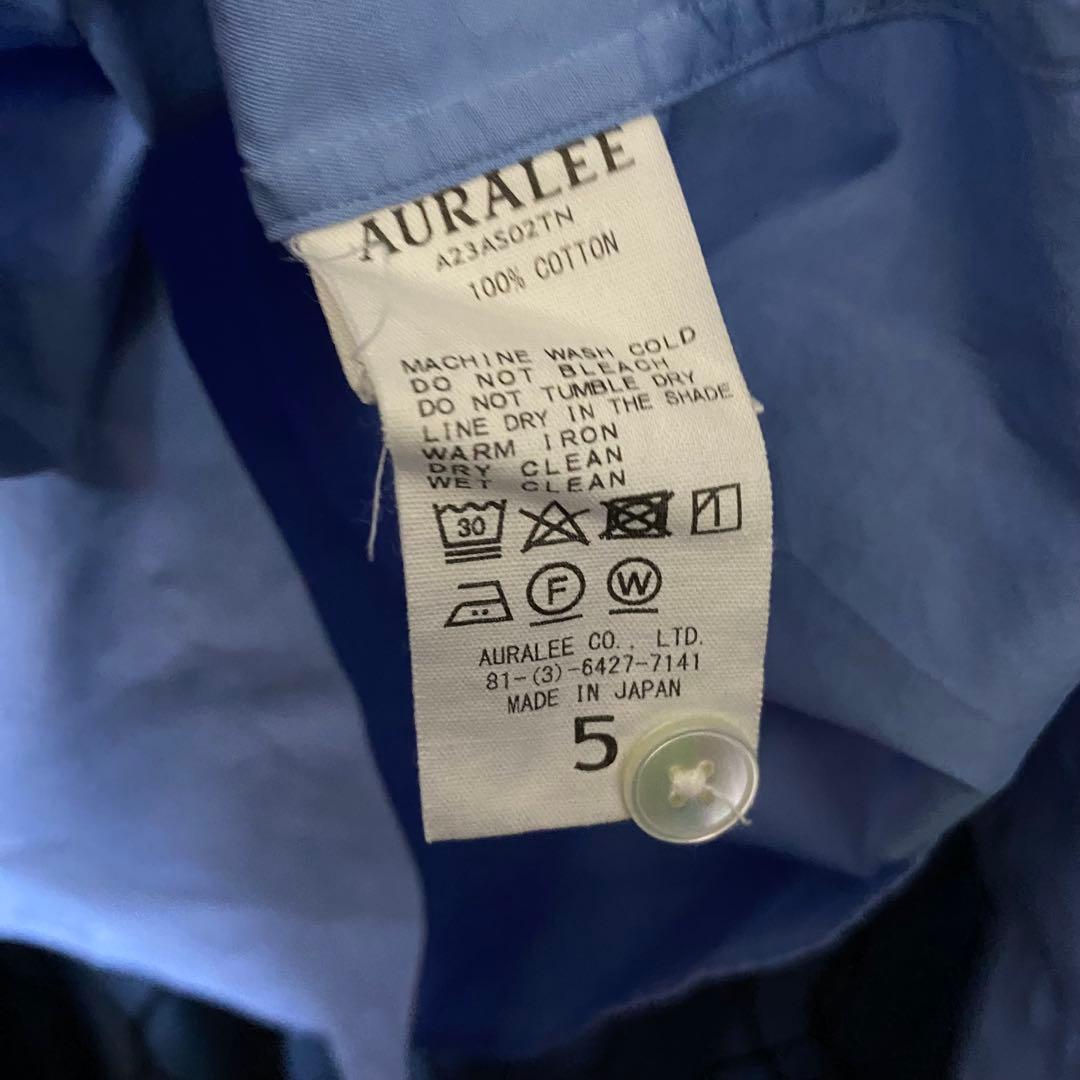 AURALEE
A23AS02TN
100% COTTON
MACHINE WASH COLD
DO NOT BLEACH
DO NOT TUMBLE DRY
LINE DRY IN THE SHADE
WARM IRON
DRY CLEAN
WET CLEAN
30
F W
AURALEE CO., LTD.
81-(3)-6427-7141
MADE IN JAPAN
5